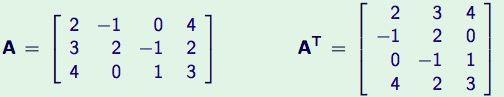 A = [ 2 −1 0 4
3 2 −1 2
4 0 1 3 ]
Aᵀ = [ 2 3 4
−1 2 0
0 −1 1
4 2 3 ]